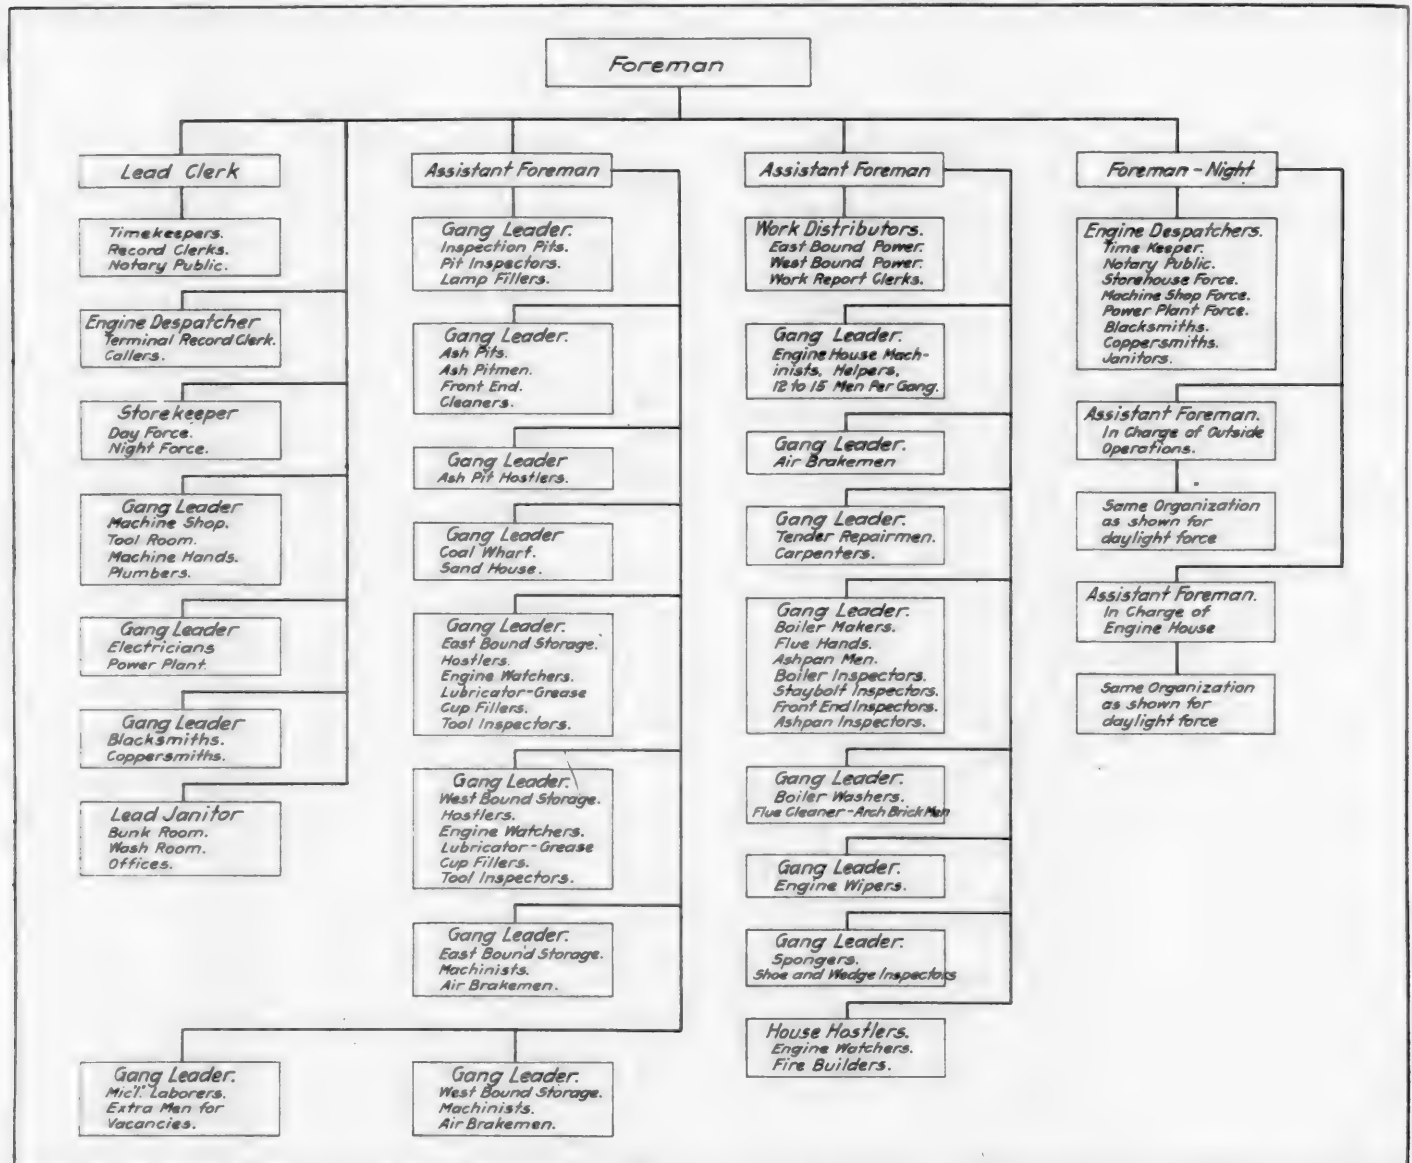 Foreman
Lead Clerk
Timekeepers.
Record Clerks.
Notary Public.
Engine Despatcher
Terminal Record Clerk.
Callers.
Storekeeper
Day Force.
Night Force.
Gang Leader
Machine Shop.
Tool Room.
Machine Hands.
Plumbers.
Gang Leader
Electricians
Power Plant.
Gang Leader
Blacksmiths.
Coppersmiths.
Lead Janitor
Bunk Room.
Wash Room.
Offices.
Assistant Foreman
Gang Leader.
Inspection Pits.
Pit Inspectors.
Lamp Fillers.
Gang Leader.
Ash Pits.
Ash Pitmen.
Front End.
Cleaners.
Gang Leader
Ash Pit Hostlers.
Gang Leader
Coal Wharf.
Sand House.
Gang Leader.
East Bound Storage.
Hostlers.
Engine Watchers.
Lubricator-Grease
Cup Fillers.
Tool Inspectors.
Gang Leader.
West Bound Storage.
Hostlers.
Engine Watchers.
Lubricator-Grease
Cup Fillers.
Tool Inspectors.
Gang Leader.
East Bound Storage.
Machinists.
Air Brakemen.
Gang Leader.
Mic'l. Laborers.
Extra Men for
Vacancies.
Gang Leader.
West Bound Storage.
Machinists.
Air Brakemen.
Assistant Foreman
Work Distributors.
East Bound Power.
West Bound Power.
Work Report Clerks.
Gang Leader.
Engine House Mach-
inists, Helpers,
12 to 15 Men Per Gang.
Gang Leader.
Air Brakemen
Gang Leader.
Tender Repairmen.
Carpenters.
Gang Leader.
Boiler Makers.
Flue Hands.
Ashpan Men.
Boiler Inspectors.
Staybolt Inspectors.
Front End Inspectors.
Ashpan Inspectors.
Gang Leader.
Boiler Washers.
Flue Cleaner-Arch Brick Men
Gang Leader.
Engine Wipers.
Gang Leader.
Spongers.
Shoe and Wedge Inspectors
House Hostlers.
Engine Watchers.
Fire Builders.
Foreman - Night
Engine Despatchers.
Time Keeper.
Notary Public.
Storehouse Force.
Machine Shop Force.
Power Plant Force.
Blacksmiths.
Coppersmiths.
Janitors.
Assistant Foreman.
In Charge of Outside
Operations.
Same Organization
as shown for
daylight force
Assistant Foreman.
In Charge of
Engine House
Same Organization
as shown for
daylight force